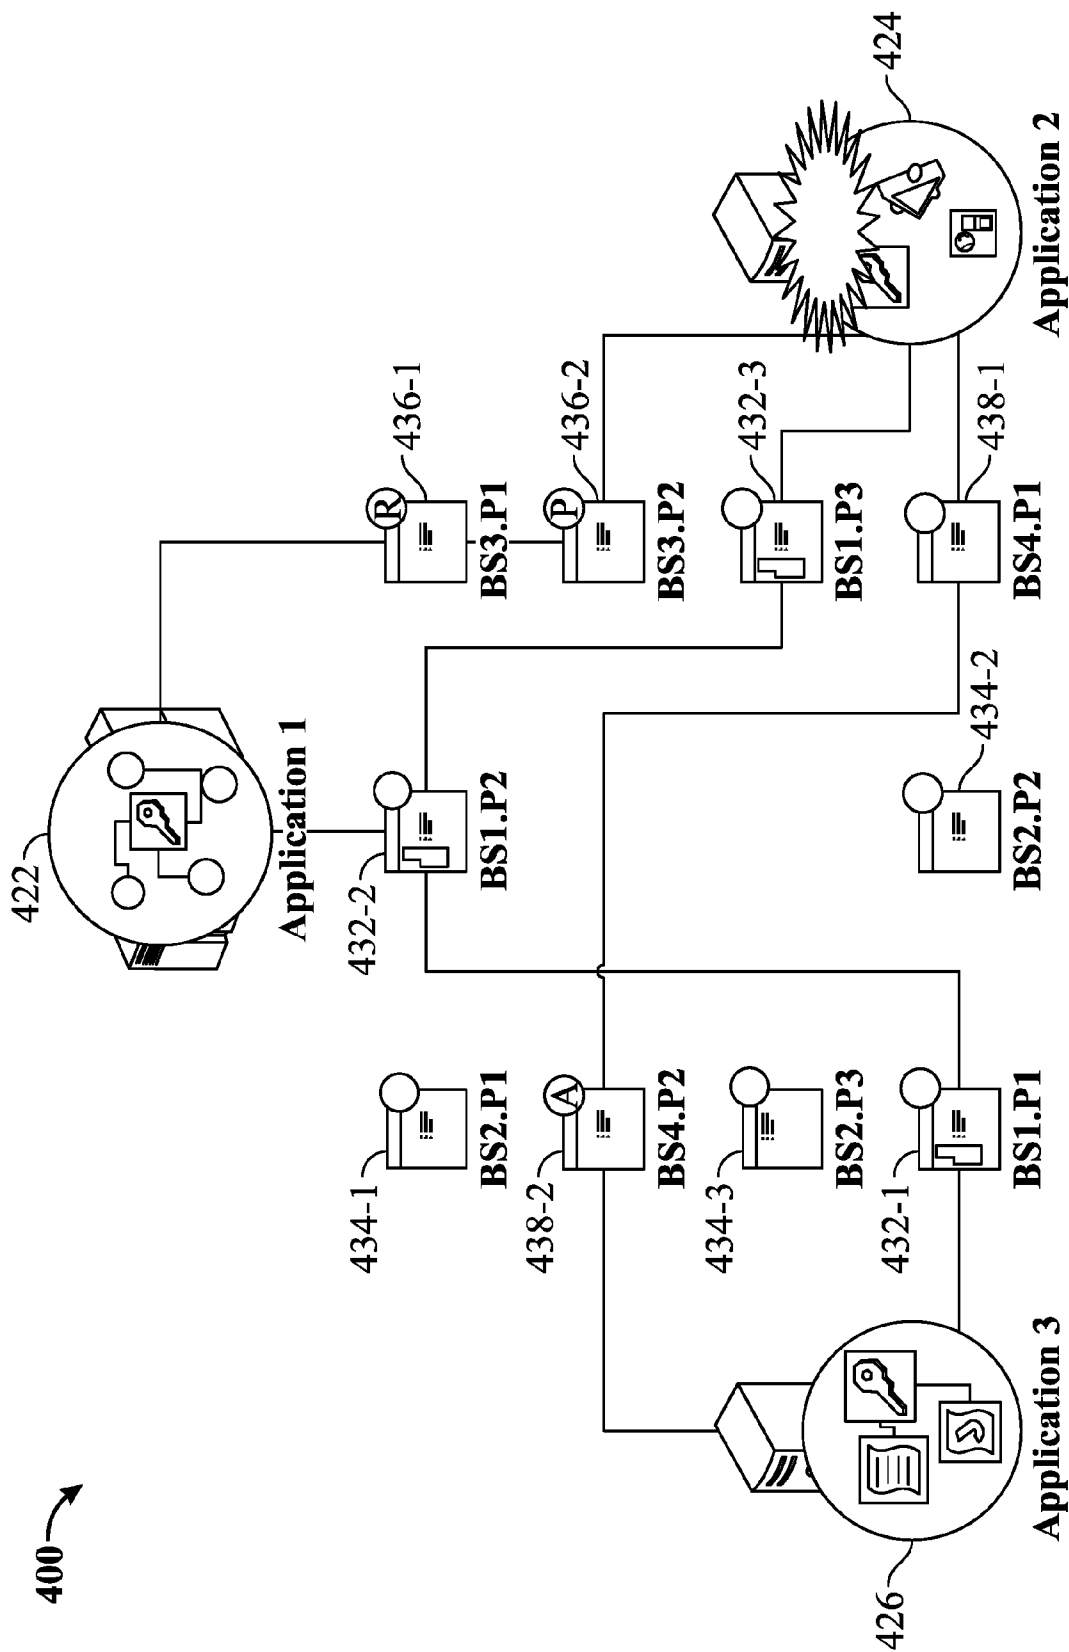 400
422
Application 1
434-1
BS2.P1
432-2
BS1.P2
R
436-1
BS3.P1
438-2
A
BS4.P2
P
436-2
BS3.P2
434-3
BS2.P3
432-3
BS1.P3
432-1
BS1.P1
434-2
BS2.P2
438-1
BS4.P1
426
Application 3
424
Application 2